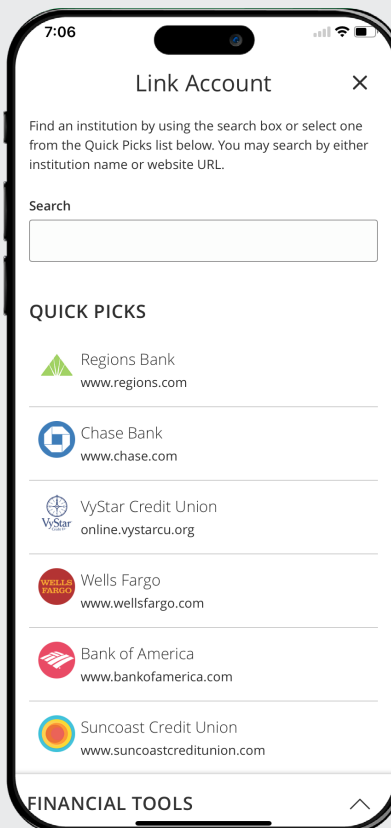 7:06
Link Account
Find an institution by using the search box or select one
from the Quick Picks list below. You may search by either
institution name or website URL.
Search
QUICK PICKS
Regions Bank
www.regions.com
Chase Bank
www.chase.com
VyStar Credit Union
VyStar
online.vystarcu.org
WELLS
FARGO
Wells Fargo
www.wellsfargo.com
Bank of America
www.bankofamerica.com
Suncoast Credit Union
www.suncoastcreditunion.com
FINANCIAL TOOLS